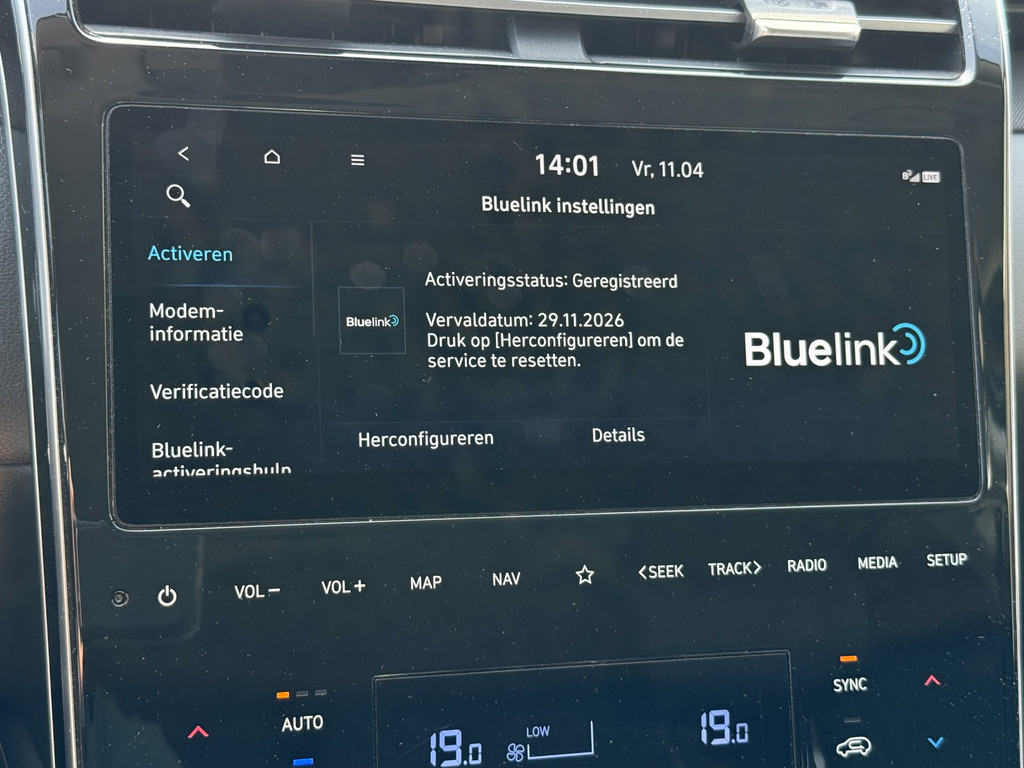 14:01 Vr, 11.04
LIVE
Bluelink instellingen
Activeren
Modem-
informatie
Verificatiecode
Bluelink-
activeringshulp
Activeringsstatus: Geregistreerd
Bluelink
Vervaldatum: 29.11.2026
Druk op [Herconfigureren] om de
service te resetten.
Bluelink
Herconfigureren Details
VOL− VOL+ MAP NAV <SEEK TRACK> RADIO MEDIA SETUP
AUTO
SYNC
19.0 LOW 19.0